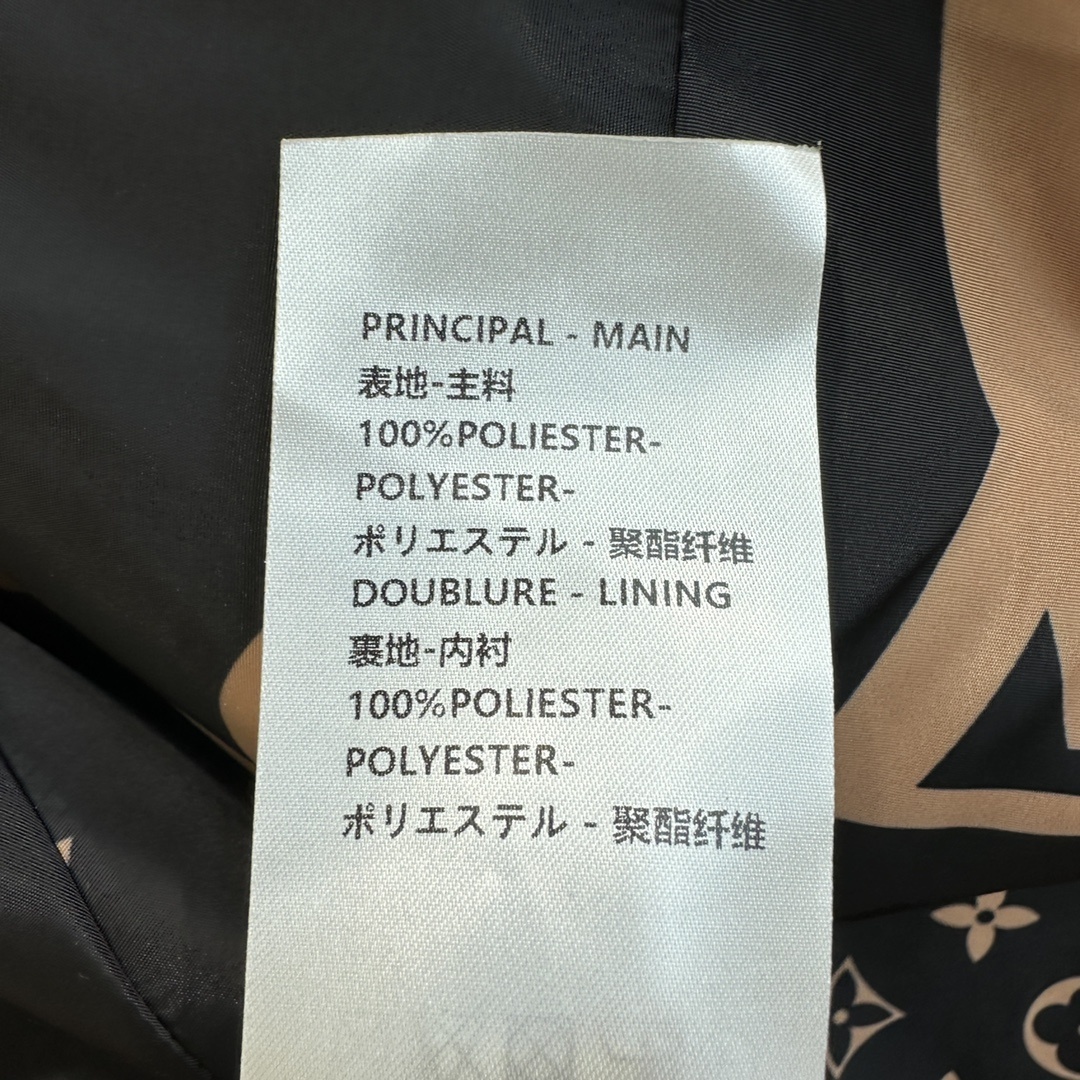 PRINCIPAL - MAIN
表地-主料
100%POLIESTER-
POLYESTER-
ポリエステル - 聚酯纤维
DOUBLURE - LINING
裏地-内衬
100%POLIESTER-
POLYESTER-
ポリエステル - 聚酯纤维